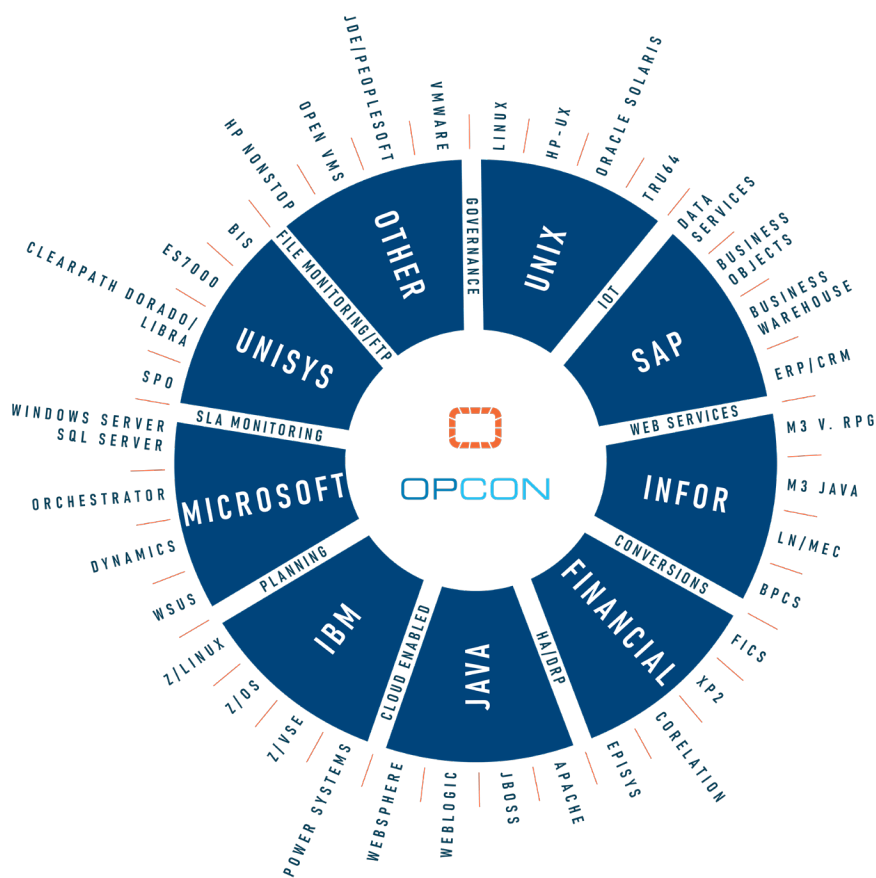 OPCON
UNIX
LINUX
HP-UX
ORACLE SOLARIS
TRU64
IOT
SAP
DATA
SERVICES
BUSINESS
OBJECTS
BUSINESS
WAREHOUSE
ERP/CRM
WEB SERVICES
INFOR
M3 V. RPG
M3 JAVA
LN/MEC
BPCS
CONVERSIONS
FINANCIAL
FICS
XP2
CORELATION
EPISYS
HA/DRP
JAVA
APACHE
JBOSS
WEBLOGIC
WEBSPHERE
CLOUD ENABLED
IBM
POWER SYSTEMS
Z/VSE
Z/OS
Z/LINUX
PLANNING
MICROSOFT
WSUS
DYNAMICS
ORCHESTRATOR
WINDOWS SERVER
SQL SERVER
SLA MONITORING
UNISYS
SPO
CLEARPATH DORADO/
LIBRA
ES7000
BIS
FILE MONITORING/FTP
OTHER
HP NONSTOP
OPEN VMS
JDE/PEOPLESOFT
VMWARE
GOVERNANCE